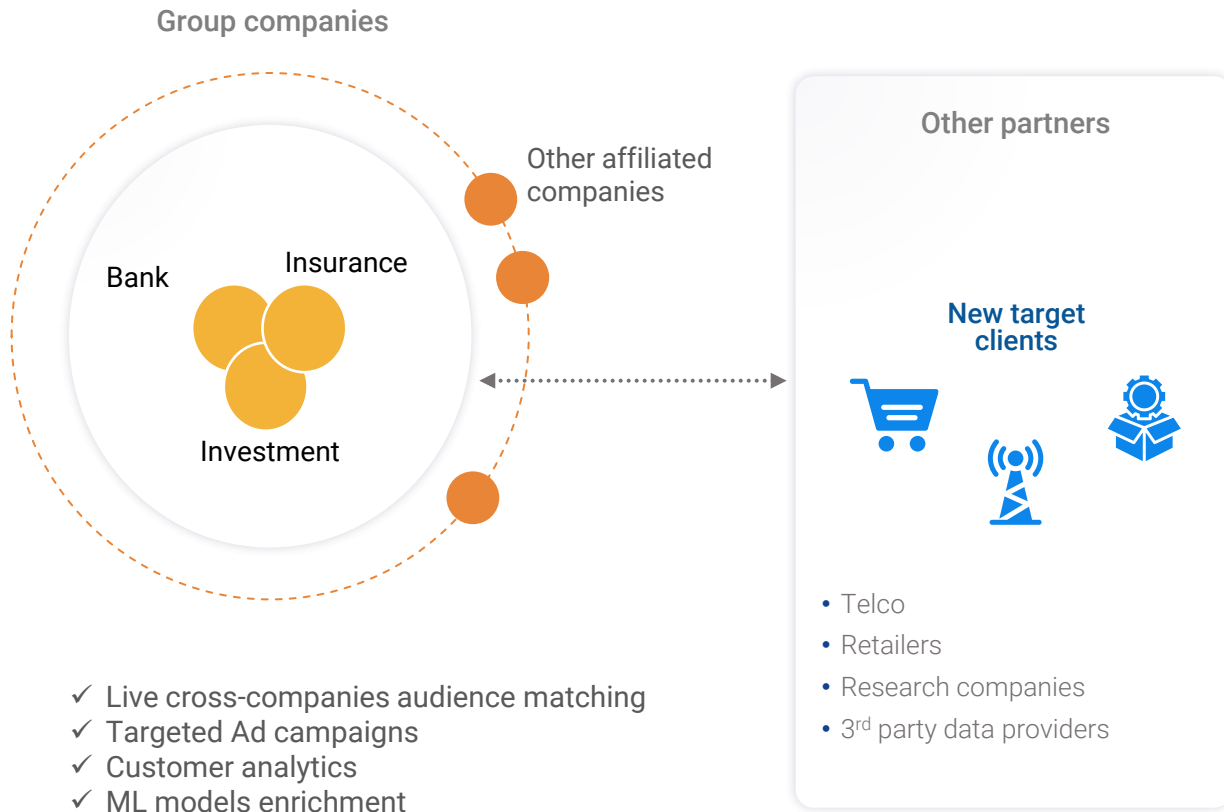 Group companies
Other affiliated
companies
Bank
Insurance
Investment
✓ Live cross-companies audience matching
✓ Targeted Ad campaigns
✓ Customer analytics
✓ ML models enrichment
Other partners
New target
clients
• Telco
• Retailers
• Research companies
• 3rd party data providers